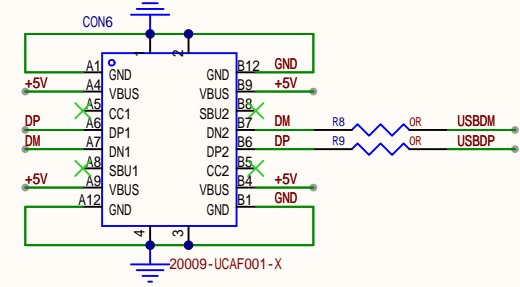 CON6
1 2
A1 GND GND B12 GND
+5V A4 VBUS VBUS B9 +5V
A5 CC1 SBU2 B8
DP A6 DP1 DN2 B7 DM R8 0R USBDM
DM A7 DN1 DP2 B6 DP R9 0R USBDP
A8 SBU1 CC2 B5
+5V A9 VBUS VBUS B4 +5V
A12 GND GND B1 GND
4 3
20009-UCAF001-X